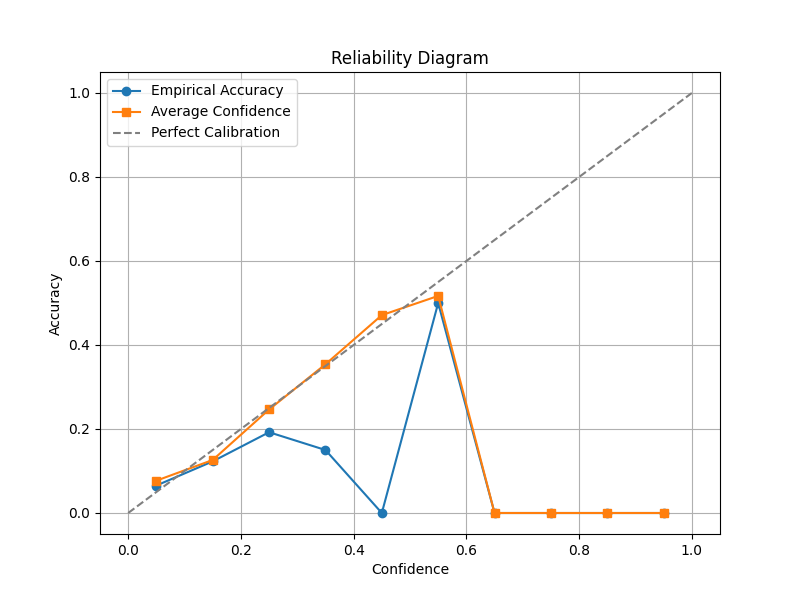 Reliability Diagram
Empirical Accuracy
Average Confidence
Perfect Calibration
1.0
0.8
0.6
0.4
0.2
0.0
Accuracy
0.0 0.2 0.4 0.6 0.8 1.0
Confidence